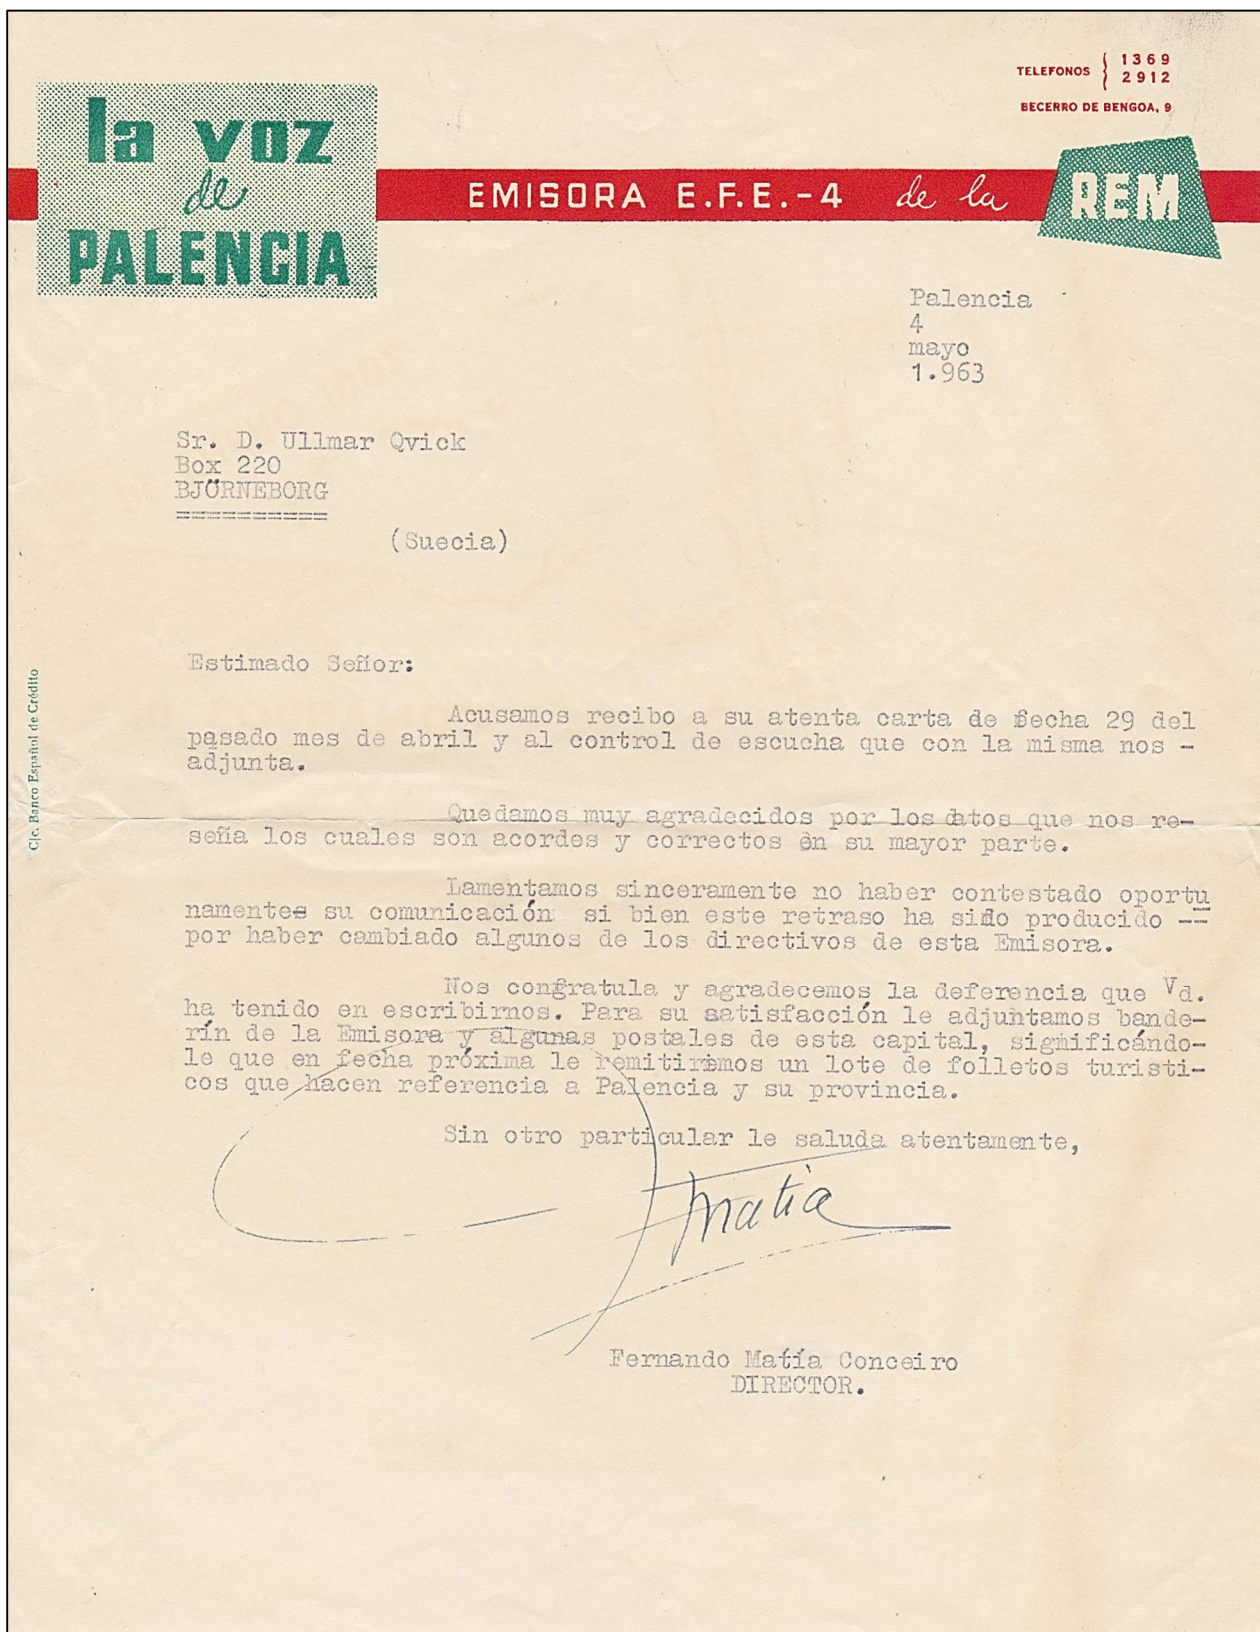 TELEFONOS { 1369
2912
BECERRO DE BENGOA, 9
la voz
de
PALENCIA
EMISORA E.F.E.-4 de la REM
Palencia
4
mayo
1.963
Sr. D. Ullmar Qvick
Box 220
BJÖRNEBORG
(Suecia)
Estimado Señor:
Acusamos recibo a su atenta carta de fecha 29 del
pasado mes de abril y al control de escucha que con la misma nos -
adjunta.
Quedamos muy agradecidos por los datos que nos re-
seña los cuales son acordes y correctos en su mayor parte.
Lamentamos sinceramente no haber contestado oportu
namentes su comunicación si bien este retraso ha sido producido --
por haber cambiado algunos de los directivos de esta Emisora.
Nos congratula y agradecemos la deferencia que Vd.
ha tenido en escribirnos. Para su satisfacción le adjuntamos bande-
rín de la Emisora y algunas postales de esta capital, significándo-
le que en fecha próxima le remitiremos un lote de folletos turisti-
cos que hacen referencia a Palencia y su provincia.
Sin otro particular le saluda atentamente,
Fmatia
Fernando Matía Conceiro
DIRECTOR.
C/c. Banco Español de Crédito